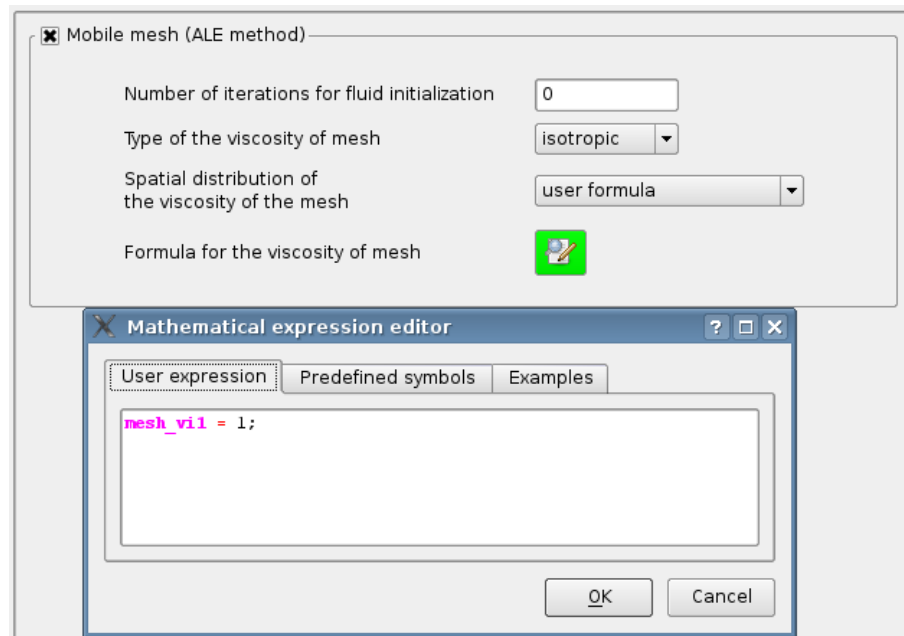 Mobile mesh (ALE method)
Number of iterations for fluid initialization
0
Type of the viscosity of mesh
isotropic
Spatial distribution of
the viscosity of the mesh
user formula
Formula for the viscosity of mesh
Mathematical expression editor
User expression
Predefined symbols
Examples
mesh_vi1 = 1;
OK
Cancel